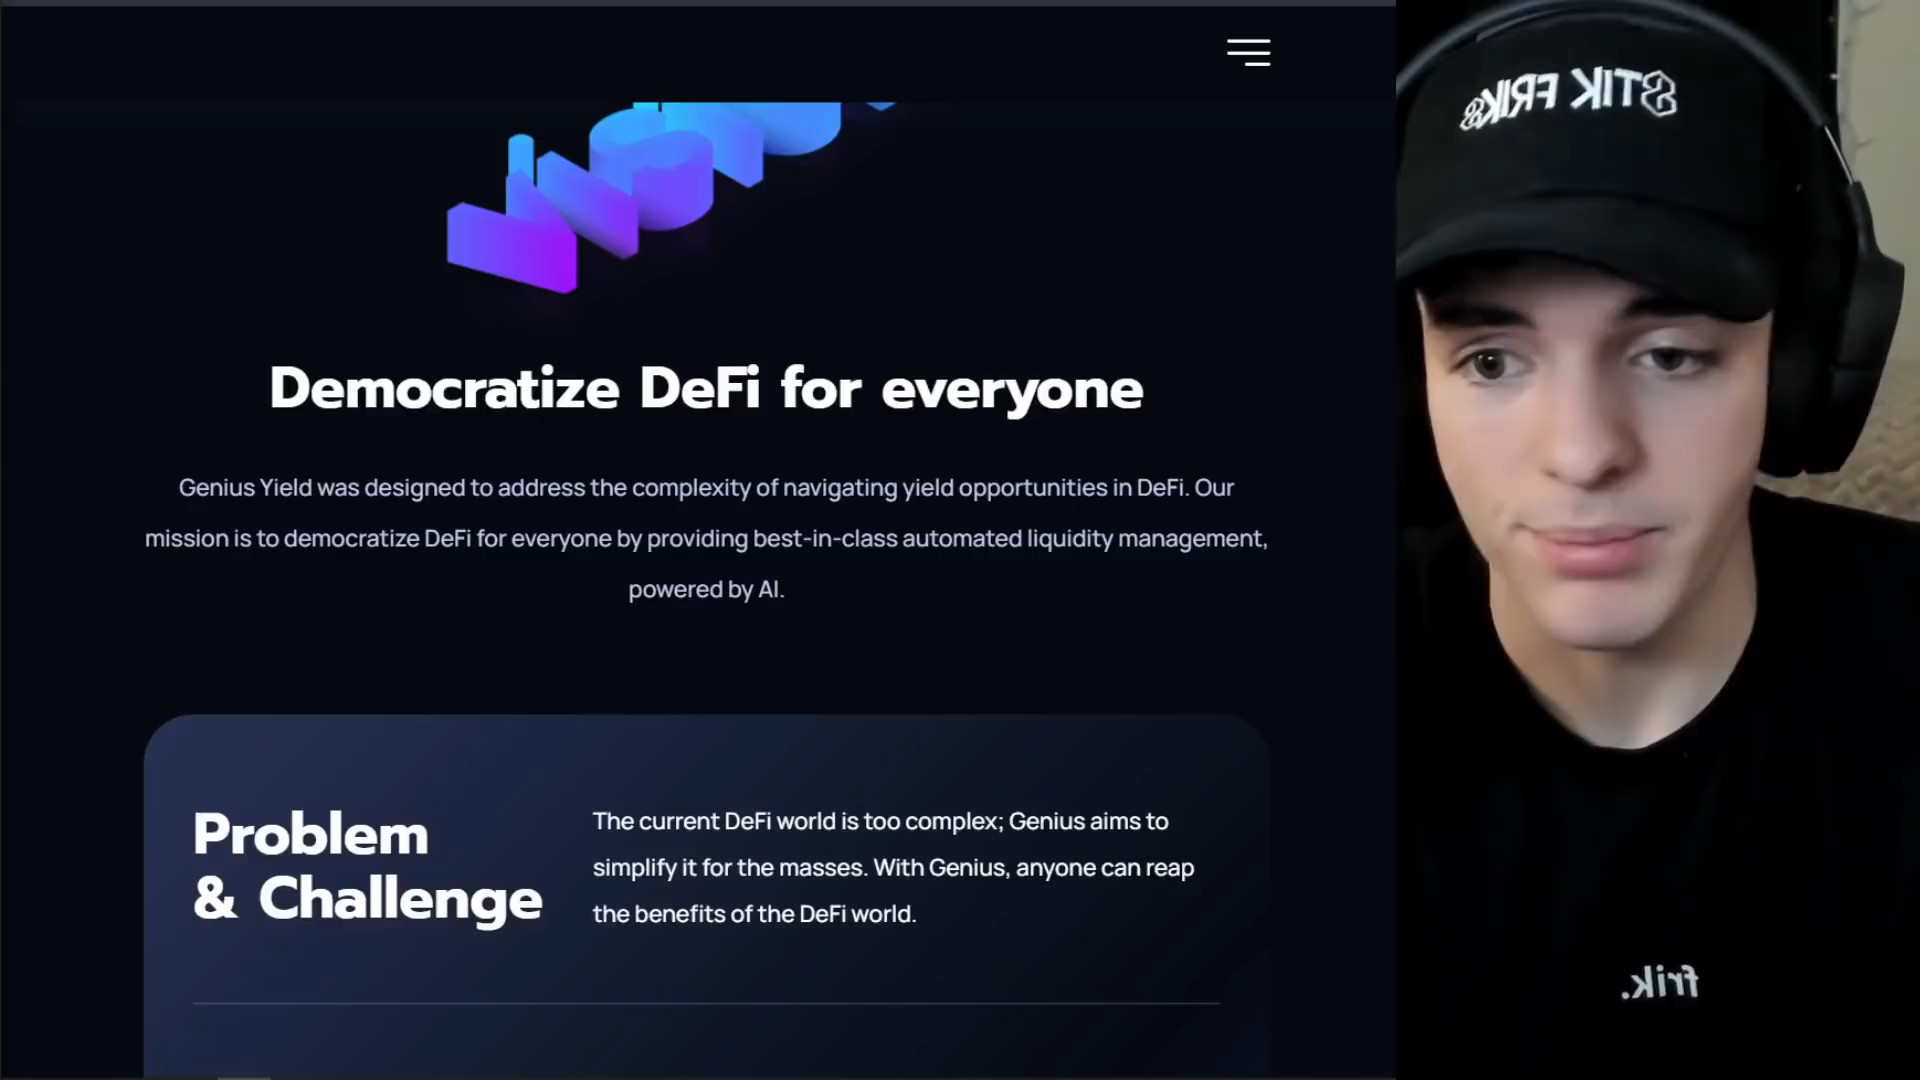 Democratize DeFi for everyone
Genius Yield was designed to address the complexity of navigating yield opportunities in DeFi. Our
mission is to democratize DeFi for everyone by providing best-in-class automated liquidity management,
powered by AI.
Problem
& Challenge
The current DeFi world is too complex; Genius aims to
simplify it for the masses. With Genius, anyone can reap
the benefits of the DeFi world.
STIK FRIKS
frik.